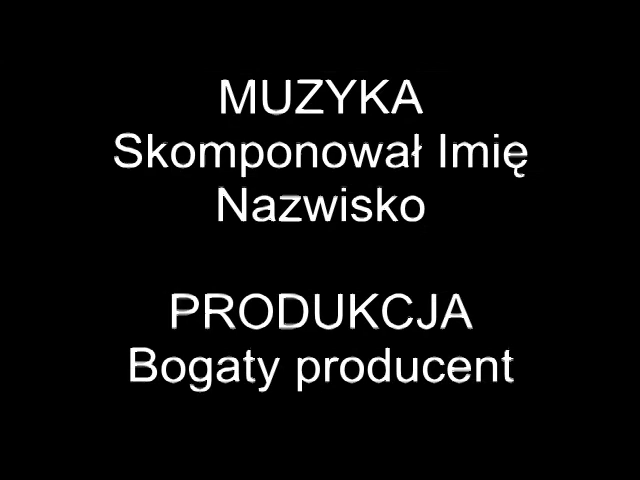 MUZYKA
Skomponował Imię
Nazwisko
PRODUKCJA
Bogaty producent